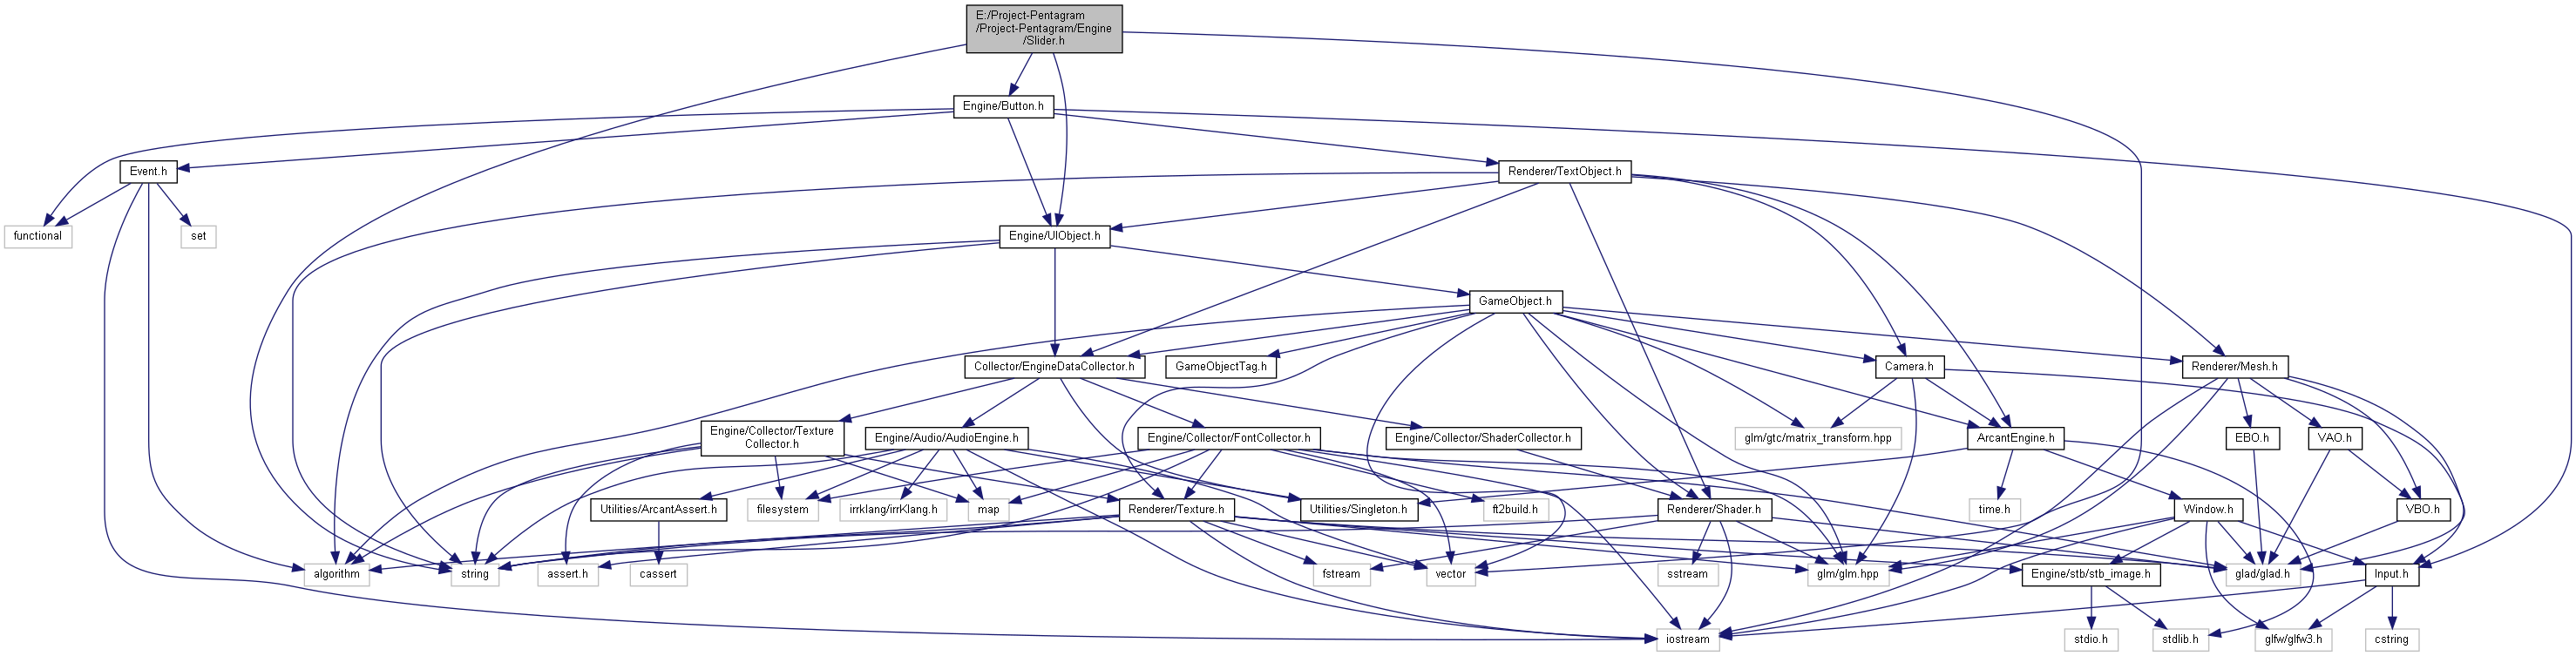 E:/Project-Pentagram
/Project-Pentagram/Engine
/Slider.h
Engine/Button.h
Event.h
Renderer/TextObject.h
functional
set
Engine/UIObject.h
GameObject.h
Collector/EngineDataCollector.h
GameObjectTag.h
Camera.h
Renderer/Mesh.h
Engine/Collector/Texture
Collector.h
Engine/Audio/AudioEngine.h
Engine/Collector/FontCollector.h
Engine/Collector/ShaderCollector.h
glm/gtc/matrix_transform.hpp
ArcantEngine.h
EBO.h
VAO.h
Utilities/ArcantAssert.h
filesystem
irrklang/irrKlang.h
map
Renderer/Texture.h
Utilities/Singleton.h
ft2build.h
Renderer/Shader.h
time.h
Window.h
VBO.h
algorithm
string
assert.h
cassert
fstream
vector
sstream
glm/glm.hpp
Engine/stb/stb_image.h
glad/glad.h
Input.h
iostream
stdio.h
stdlib.h
glfw/glfw3.h
cstring